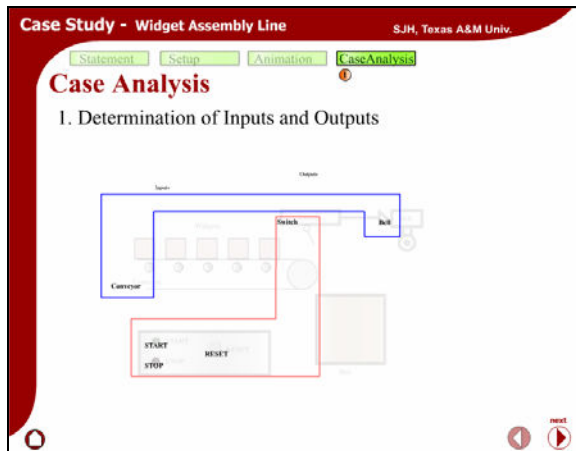 Case Study - Widget Assembly Line
SJH, Texas A&M Univ.
Statement
Setup
Animation
CaseAnalysis
Case Analysis
1. Determination of Inputs and Outputs
Outputs
Inputs
Switch
Bell
Conveyor
START
RESET
STOP
next